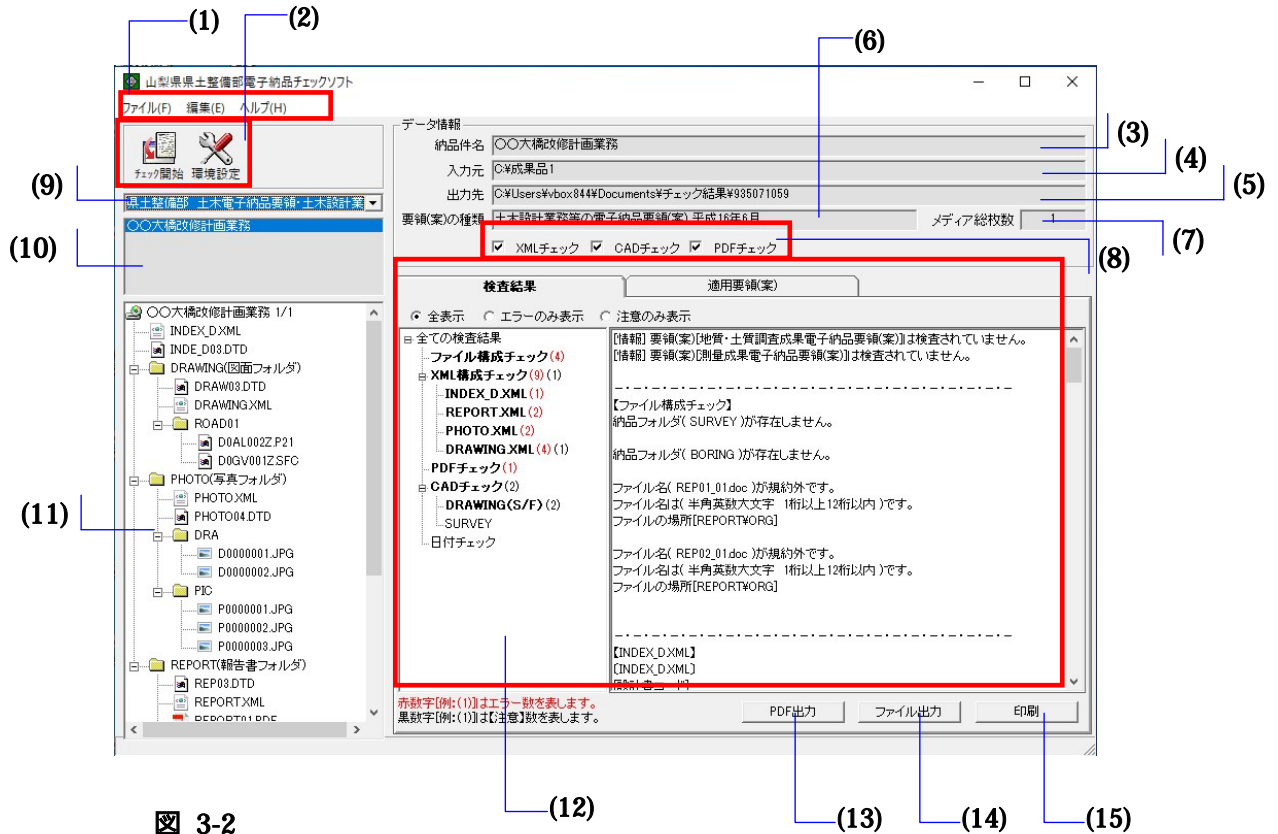 (1)
(2)
(6)
山梨県県土整備部電子納品チェックソフト
ファイル(F) 編集(E) ヘルプ(H)
チェック開始 環境設定
データ情報
納品件名 〇〇大橋改修計画業務
(3)
入力元 C:¥成果品1
(4)
出力先 C:¥Users¥vbox844¥Documents¥チェック結果¥935071059
(5)
要領(案)の種類 土木設計業務等の電子納品要領(案) 平成16年6月
メディア総枚数 1
(7)
(9)
県土整備部 土木電子納品要領・土木設計業
〇〇大橋改修計画業務
(10)
XMLチェック CADチェック PDFチェック
(8)
検査結果 適用要領(案)
全表示 エラーのみ表示 注意のみ表示
〇〇大橋改修計画業務 1/1
INDEX_D.XML
INDE_D03.DTD
DRAWING(図面フォルダ)
DRAW03.DTD
DRAWING.XML
ROAD01
D0AL002Z.P21
D0GV001Z.SFC
PHOTO(写真フォルダ)
PHOTO.XML
PHOTO04.DTD
DRA
D0000001.JPG
D0000002.JPG
PIC
P0000001.JPG
P0000002.JPG
P0000003.JPG
REPORT(報告書フォルダ)
REP03.DTD
REPORT.XML
REPORT01.PDF
(11)
全ての検査結果
ファイル構成チェック(4)
XML構成チェック(9)(1)
INDEX_D.XML(1)
REPORT.XML(2)
PHOTO.XML(2)
DRAWING.XML(4)(1)
PDFチェック(1)
CADチェック(2)
DRAWING(S/F)(2)
SURVEY
日付チェック
[情報] 要領(案)[地質・土質調査成果電子納品要領(案)]は検査されていません。
[情報] 要領(案)[測量成果電子納品要領(案)]は検査されていません。
【ファイル構成チェック】
納品フォルダ( SURVEY )が存在しません。
納品フォルダ( BORING )が存在しません。
ファイル名( REP01_01.doc )が規約外です。
ファイル名は( 半角英数大文字 1桁以上12桁以内 )です。
ファイルの場所[REPORT¥ORG]
ファイル名( REP02_01.doc )が規約外です。
ファイル名は( 半角英数大文字 1桁以上12桁以内 )です。
ファイルの場所[REPORT¥ORG]
【INDEX_D.XML】
[INDEX_D.XML]
赤数字[例:(1)]はエラー数を表します。
黒数字[例:(1)]は【注意】数を表します。
PDF出力 ファイル出力 印刷
(12)
(13)
(14)
(15)
図 3-2